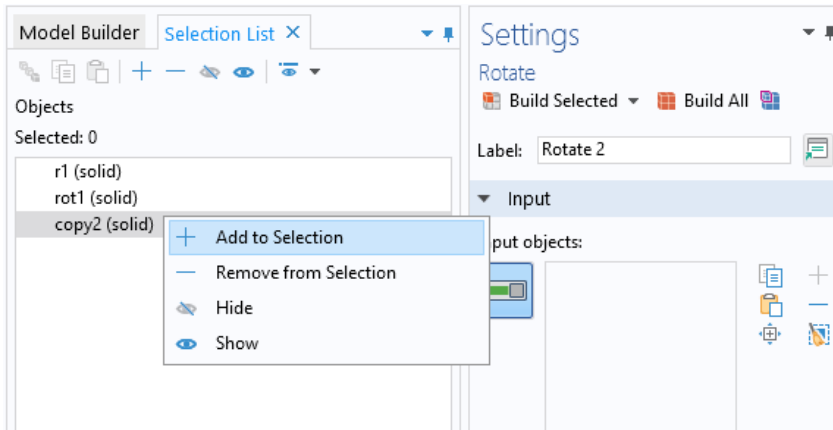 Model Builder
Selection List
Objects
Selected: 0
r1 (solid)
rot1 (solid)
copy2 (solid)
Add to Selection
Remove from Selection
Hide
Show
Settings
Rotate
Build Selected
Build All
Label: Rotate 2
Input
put objects: